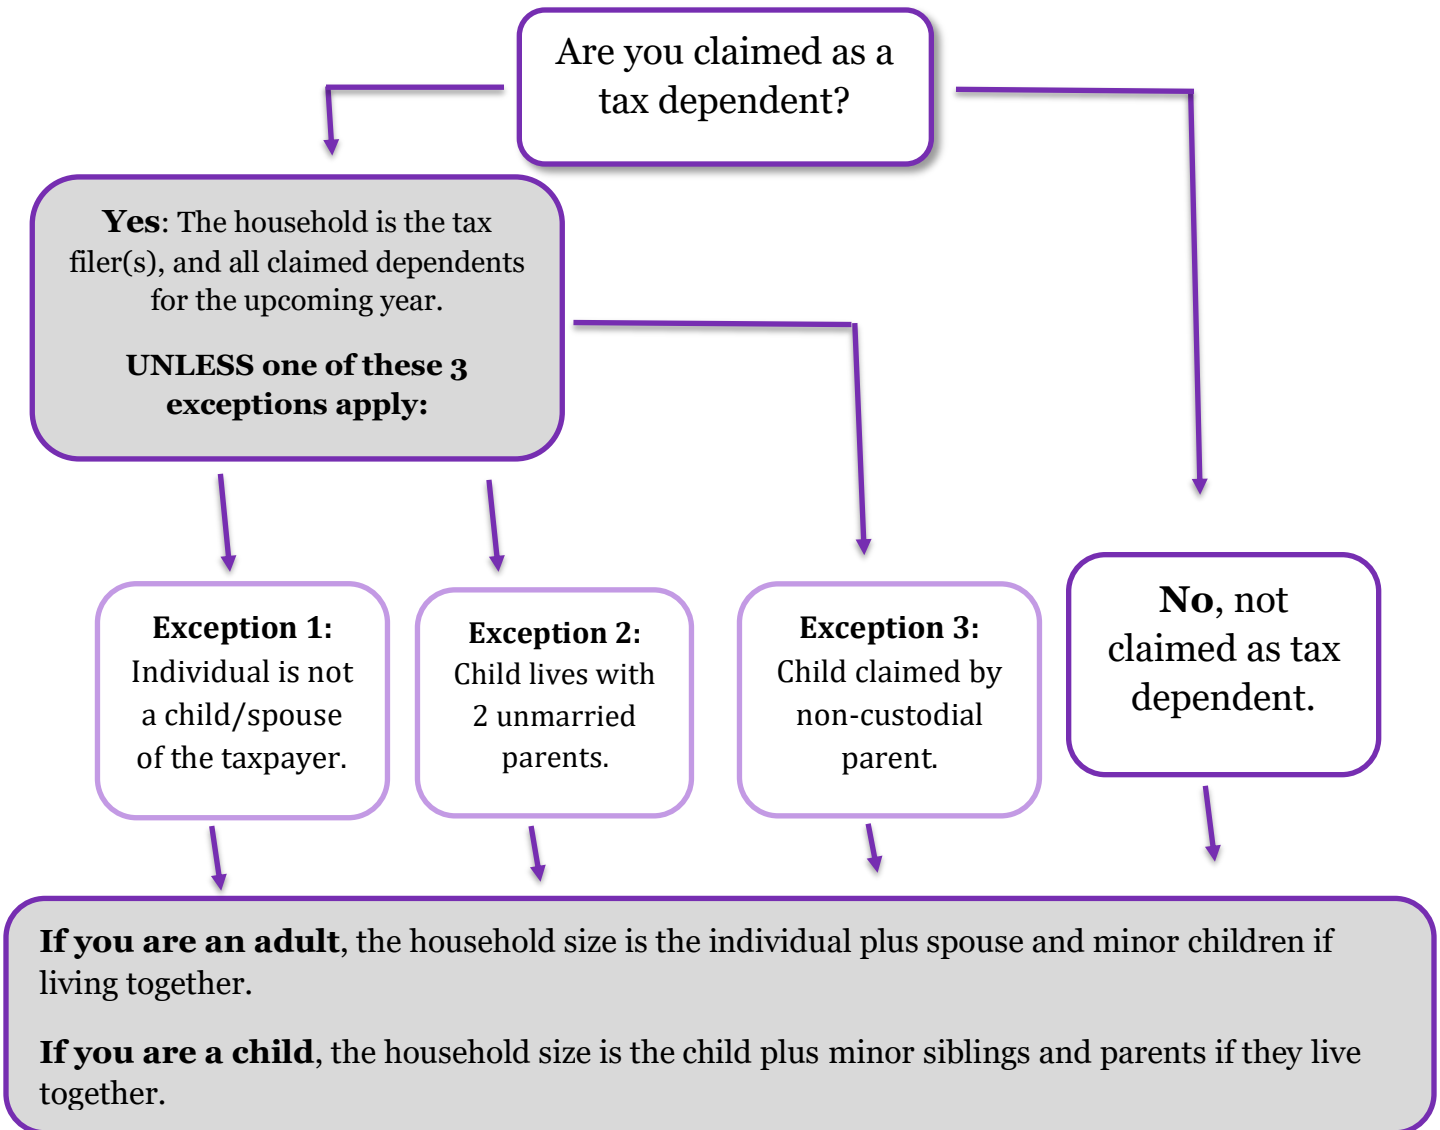 Are you claimed as a
tax dependent?
Yes: The household is the tax
filer(s), and all claimed dependents
for the upcoming year.
UNLESS one of these 3
exceptions apply:
Exception 1:
Individual is not
a child/spouse
of the taxpayer.
Exception 2:
Child lives with
2 unmarried
parents.
Exception 3:
Child claimed by
non-custodial
parent.
No, not
claimed as tax
dependent.
If you are an adult, the household size is the individual plus spouse and minor children if
living together.
If you are a child, the household size is the child plus minor siblings and parents if they live
together.